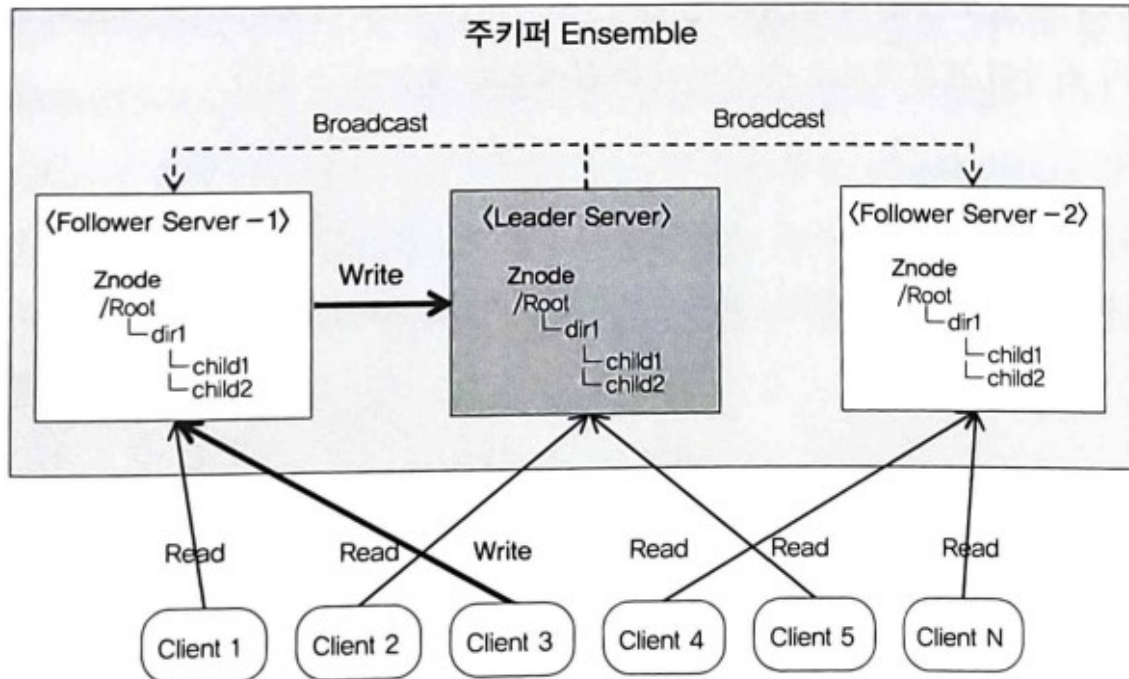 주키퍼 Ensemble
Broadcast
Broadcast
〈Follower Server-1〉
Znode
/Root
dir1
child1
child2
Write
〈Leader Server〉
Znode
/Root
dir1
child1
child2
〈Follower Server-2〉
Znode
/Root
dir1
child1
child2
Read
Read
Write
Read
Read
Read
Client 1
Client 2
Client 3
Client 4
Client 5
Client N